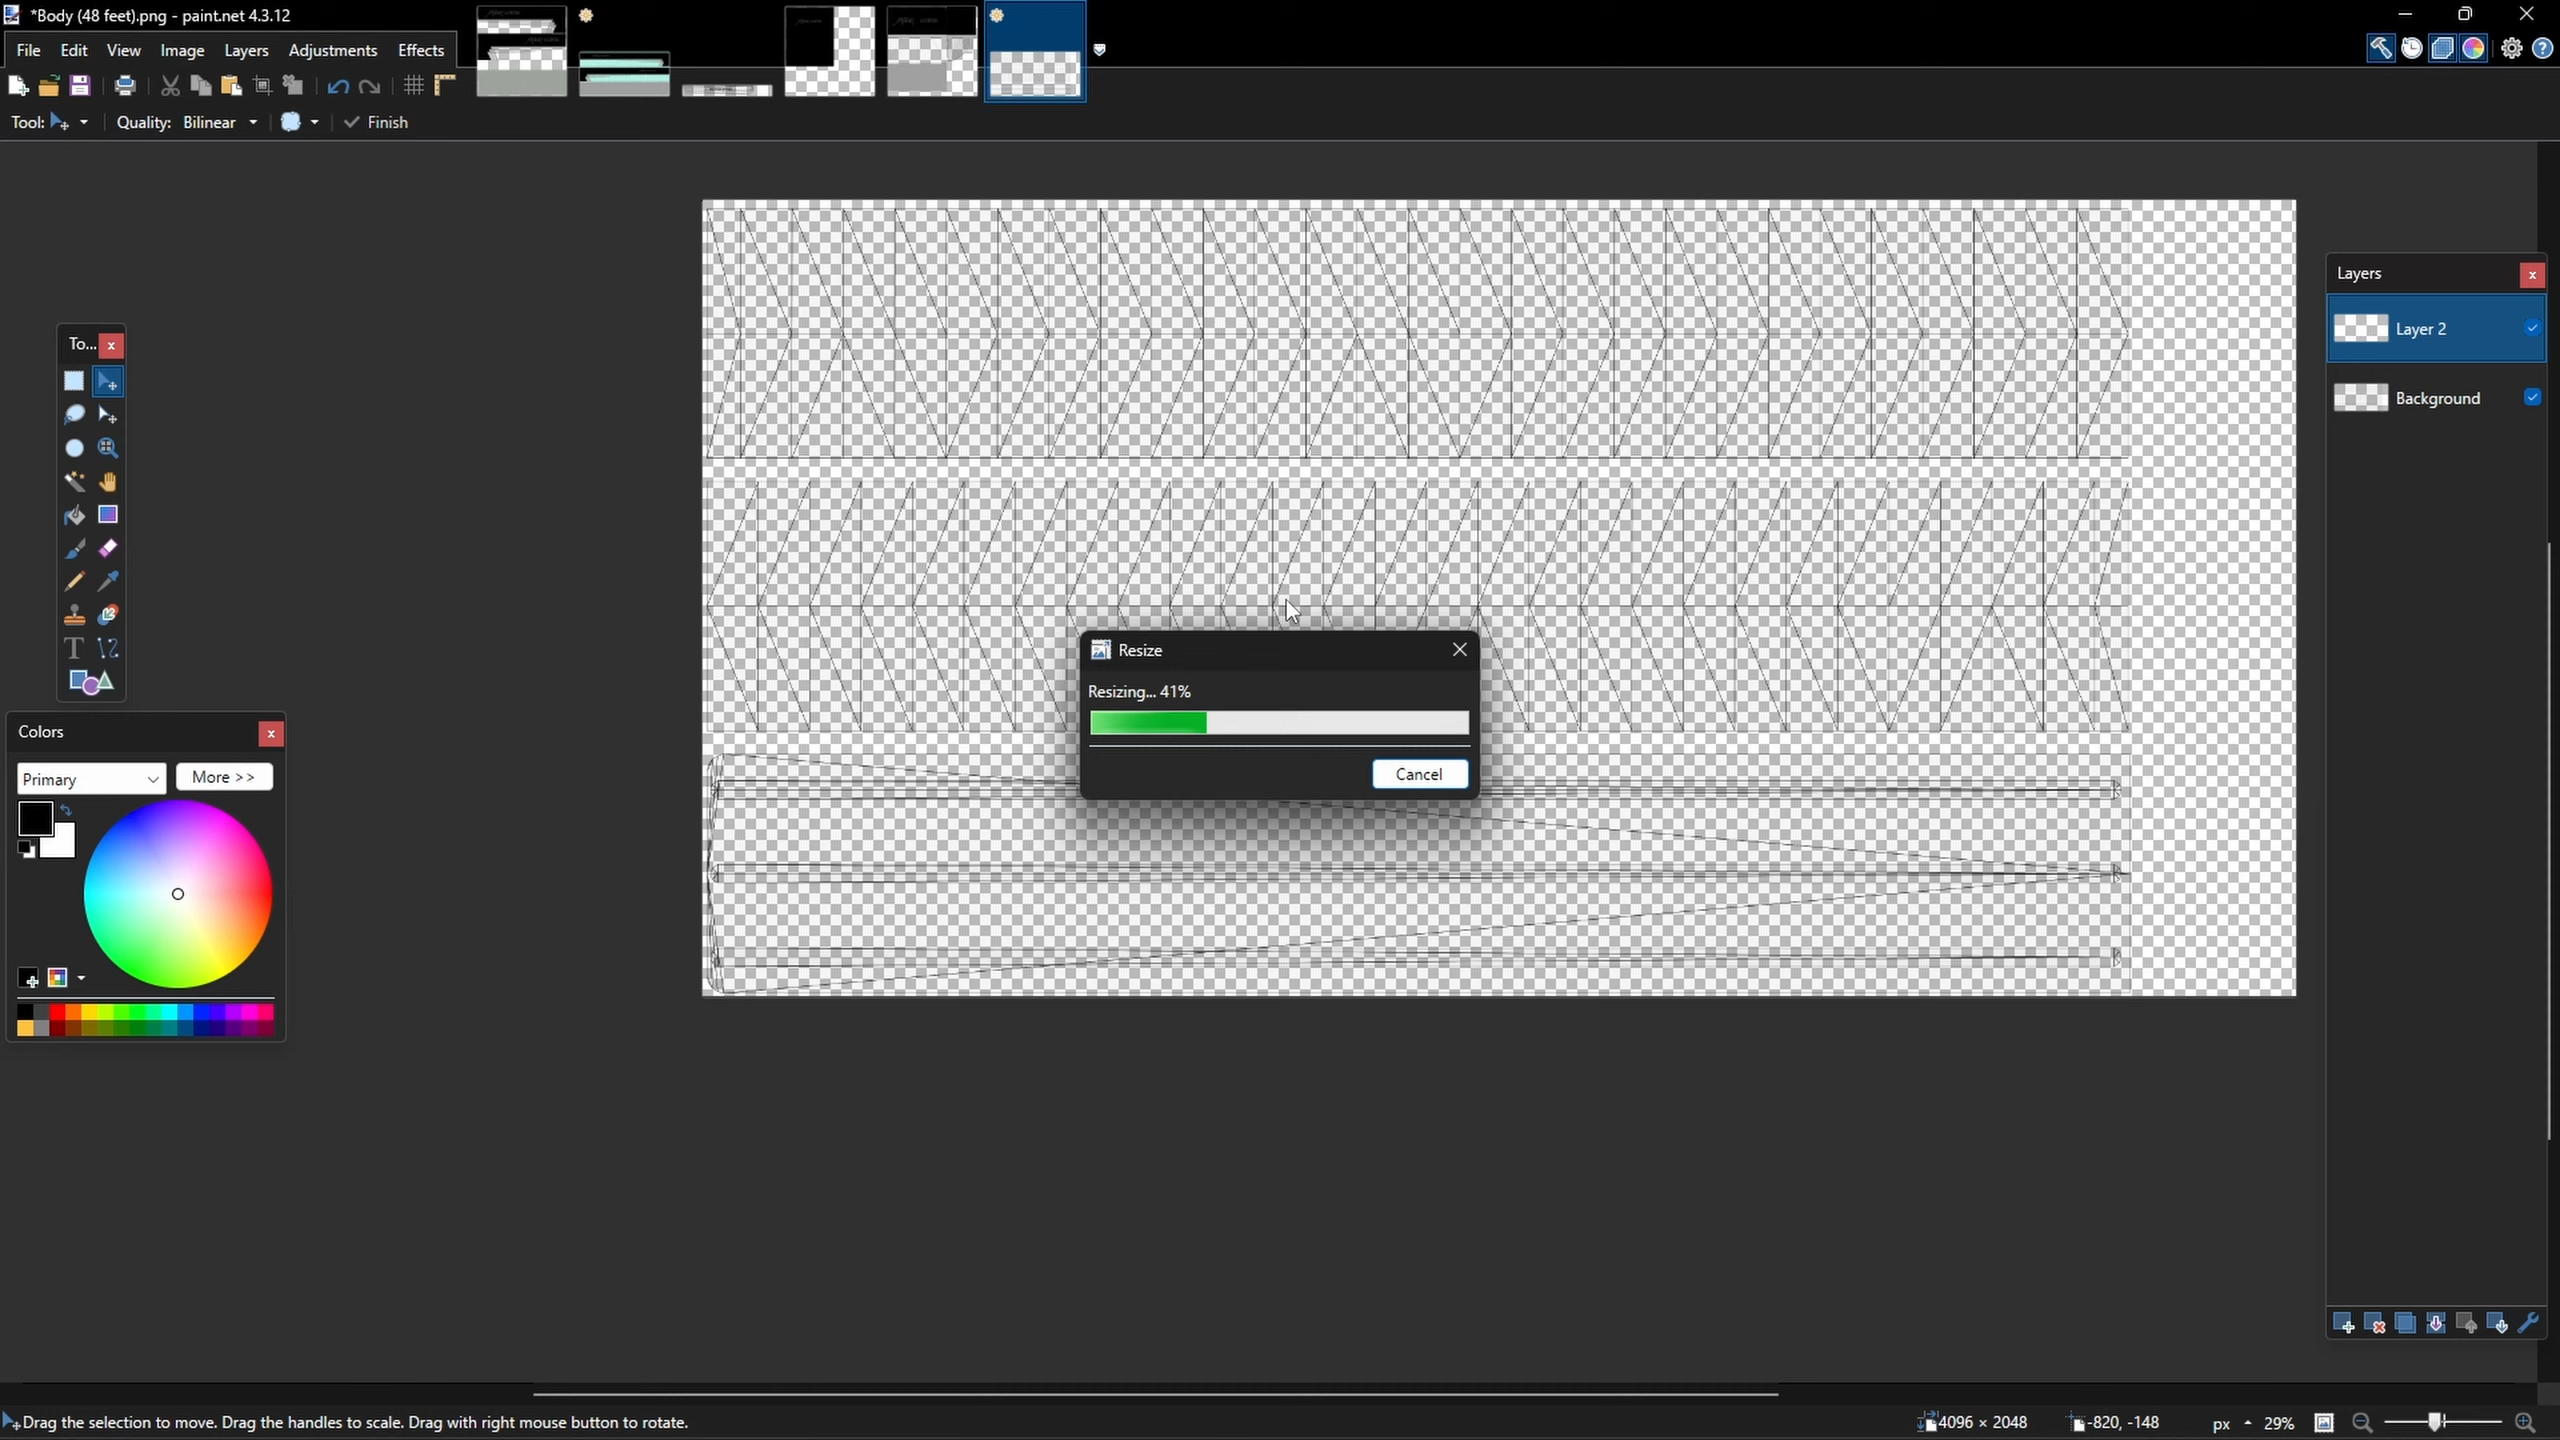 *Body (48 feet).png - paint.net 4.3.12
File Edit View Image Layers Adjustments Effects
Tool: Quality: Bilinear Finish
Layers
Layer 2
Background
To...
T
Resize
Resizing... 41%
Cancel
Colors
Primary More >>
Drag the selection to move. Drag the handles to scale. Drag with right mouse button to rotate.
4096 × 2048 -820, -148 px 29%